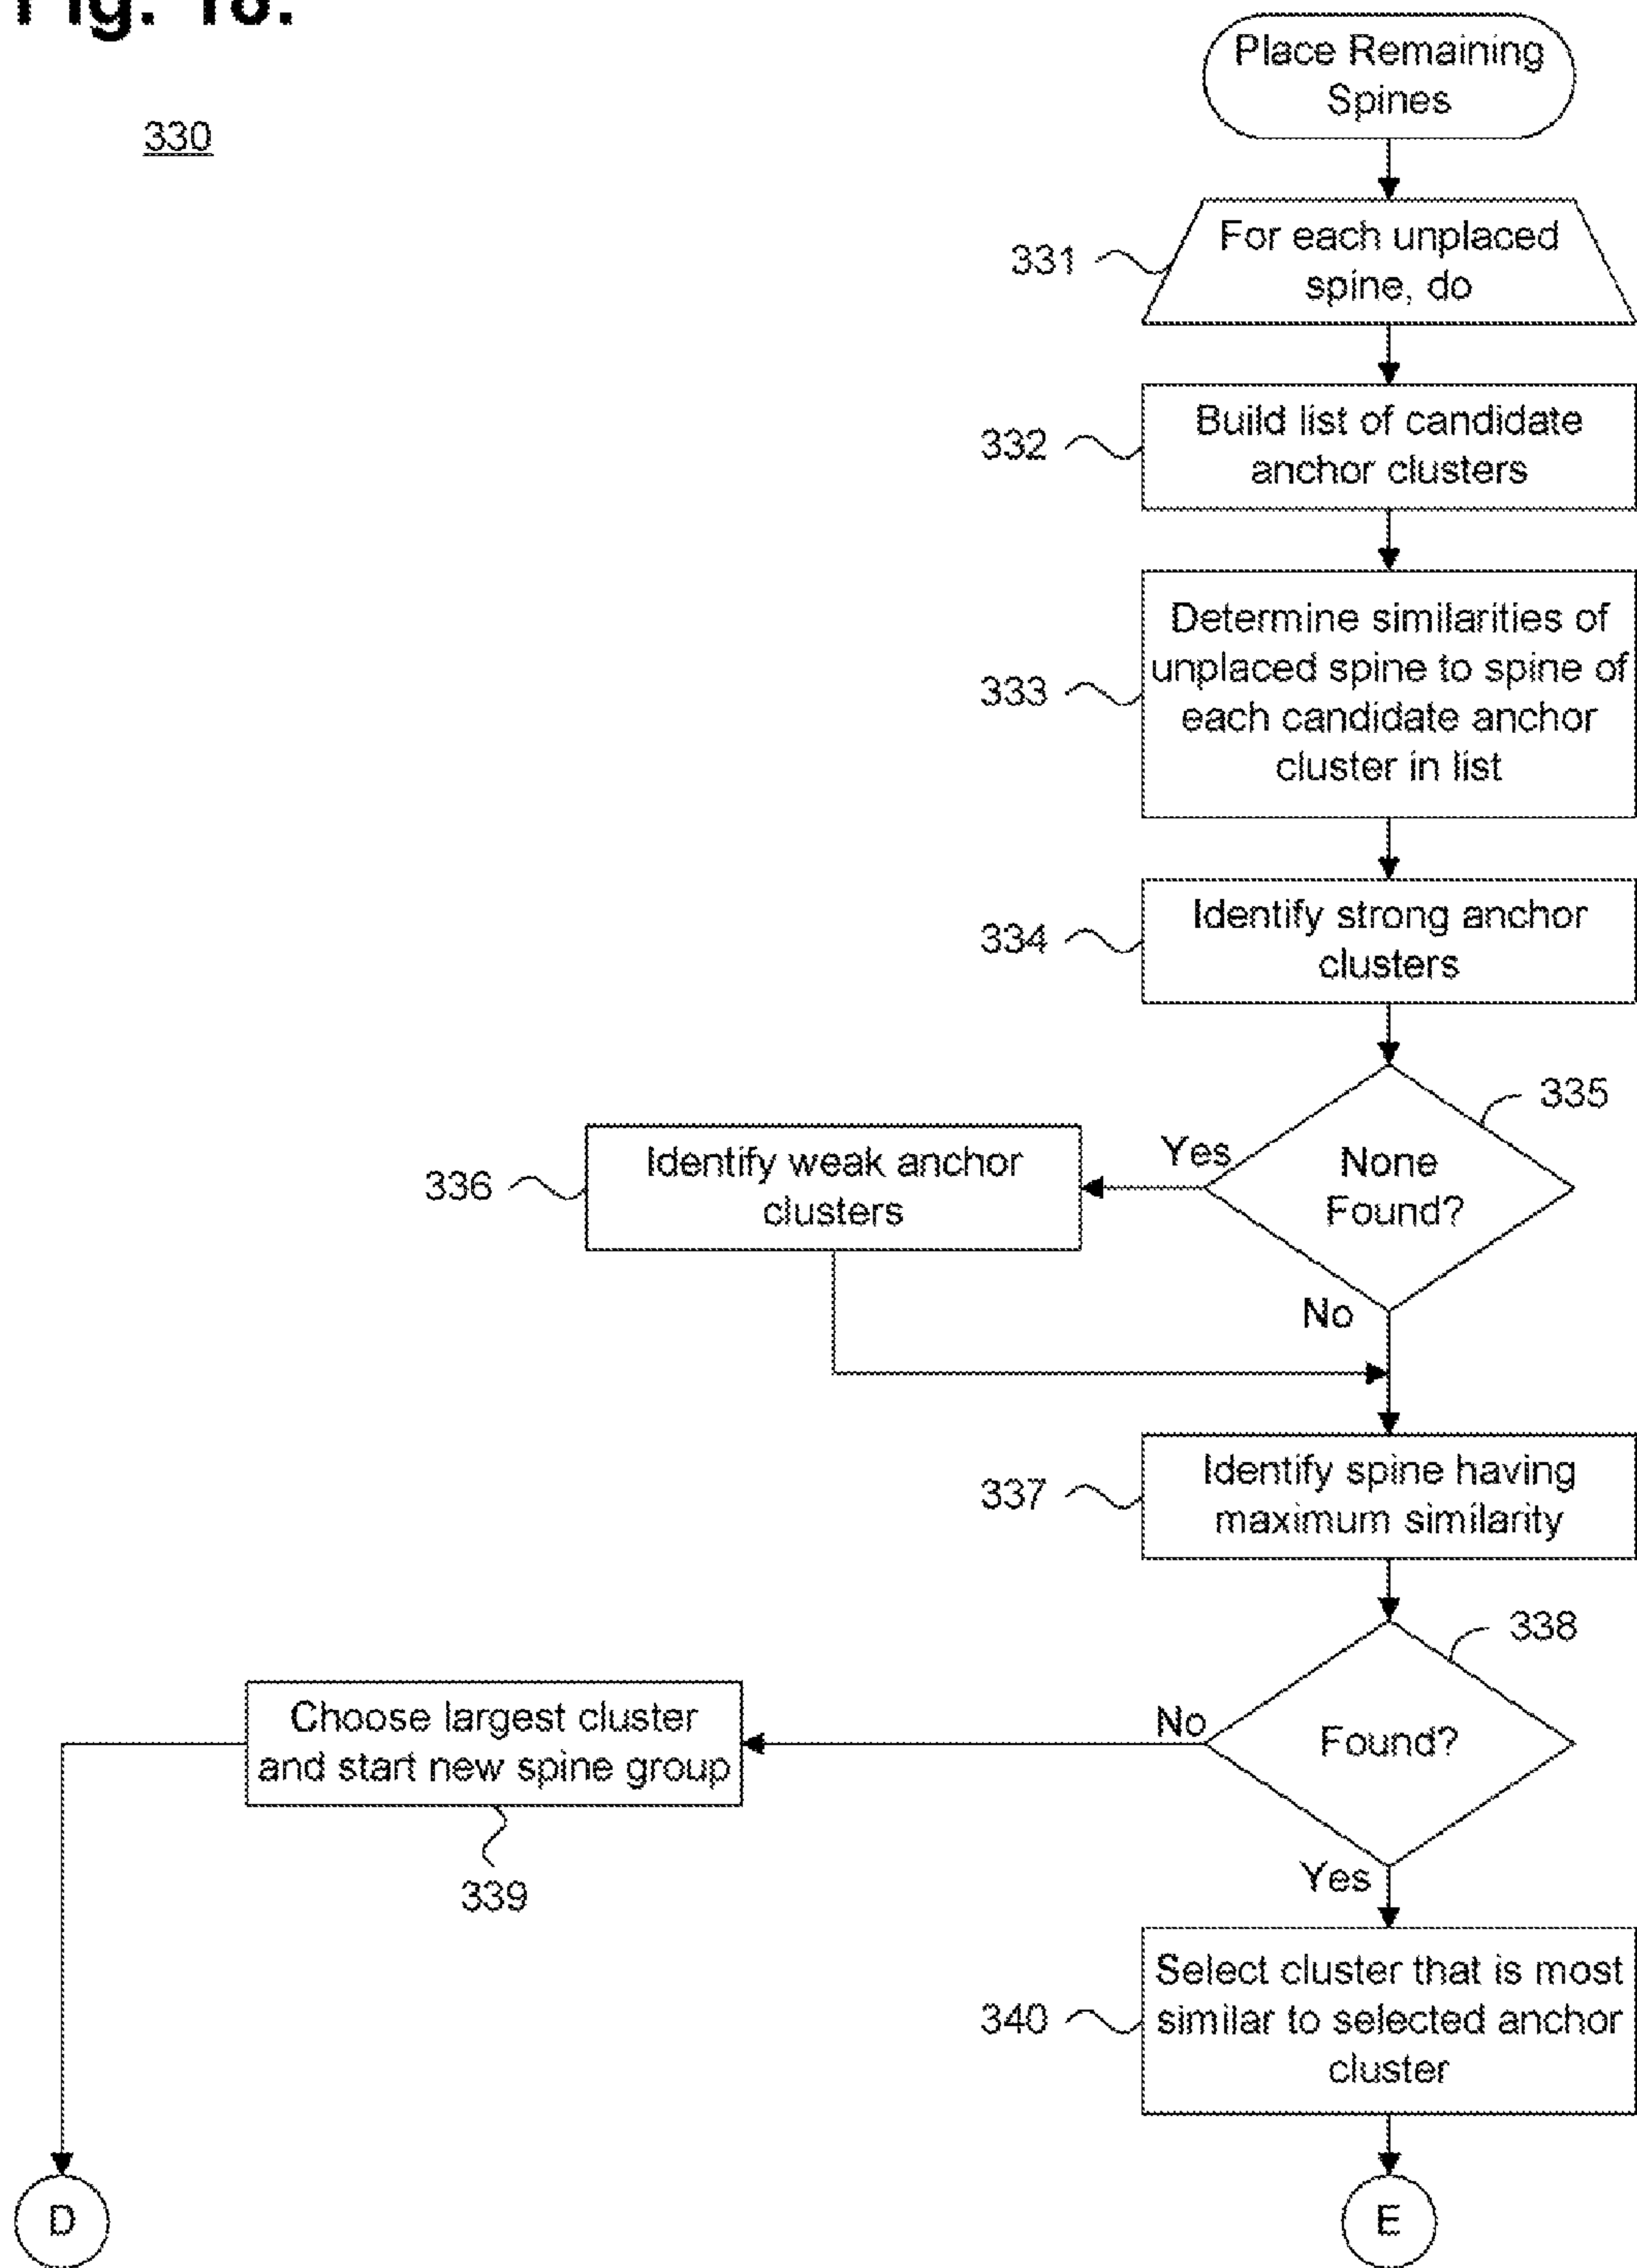 Fig. 18.
330
Place Remaining
Spines
331
For each unplaced
spine, do
332
Build list of candidate
anchor clusters
333
Determine similarities of
unplaced spine to spine of
each candidate anchor
cluster in list
334
Identify strong anchor
clusters
335
None
Found?
Yes
336
Identify weak anchor
clusters
No
337
Identify spine having
maximum similarity
338
Found?
No
Choose largest cluster
and start new spine group
339
Yes
340
Select cluster that is most
similar to selected anchor
cluster
D
E